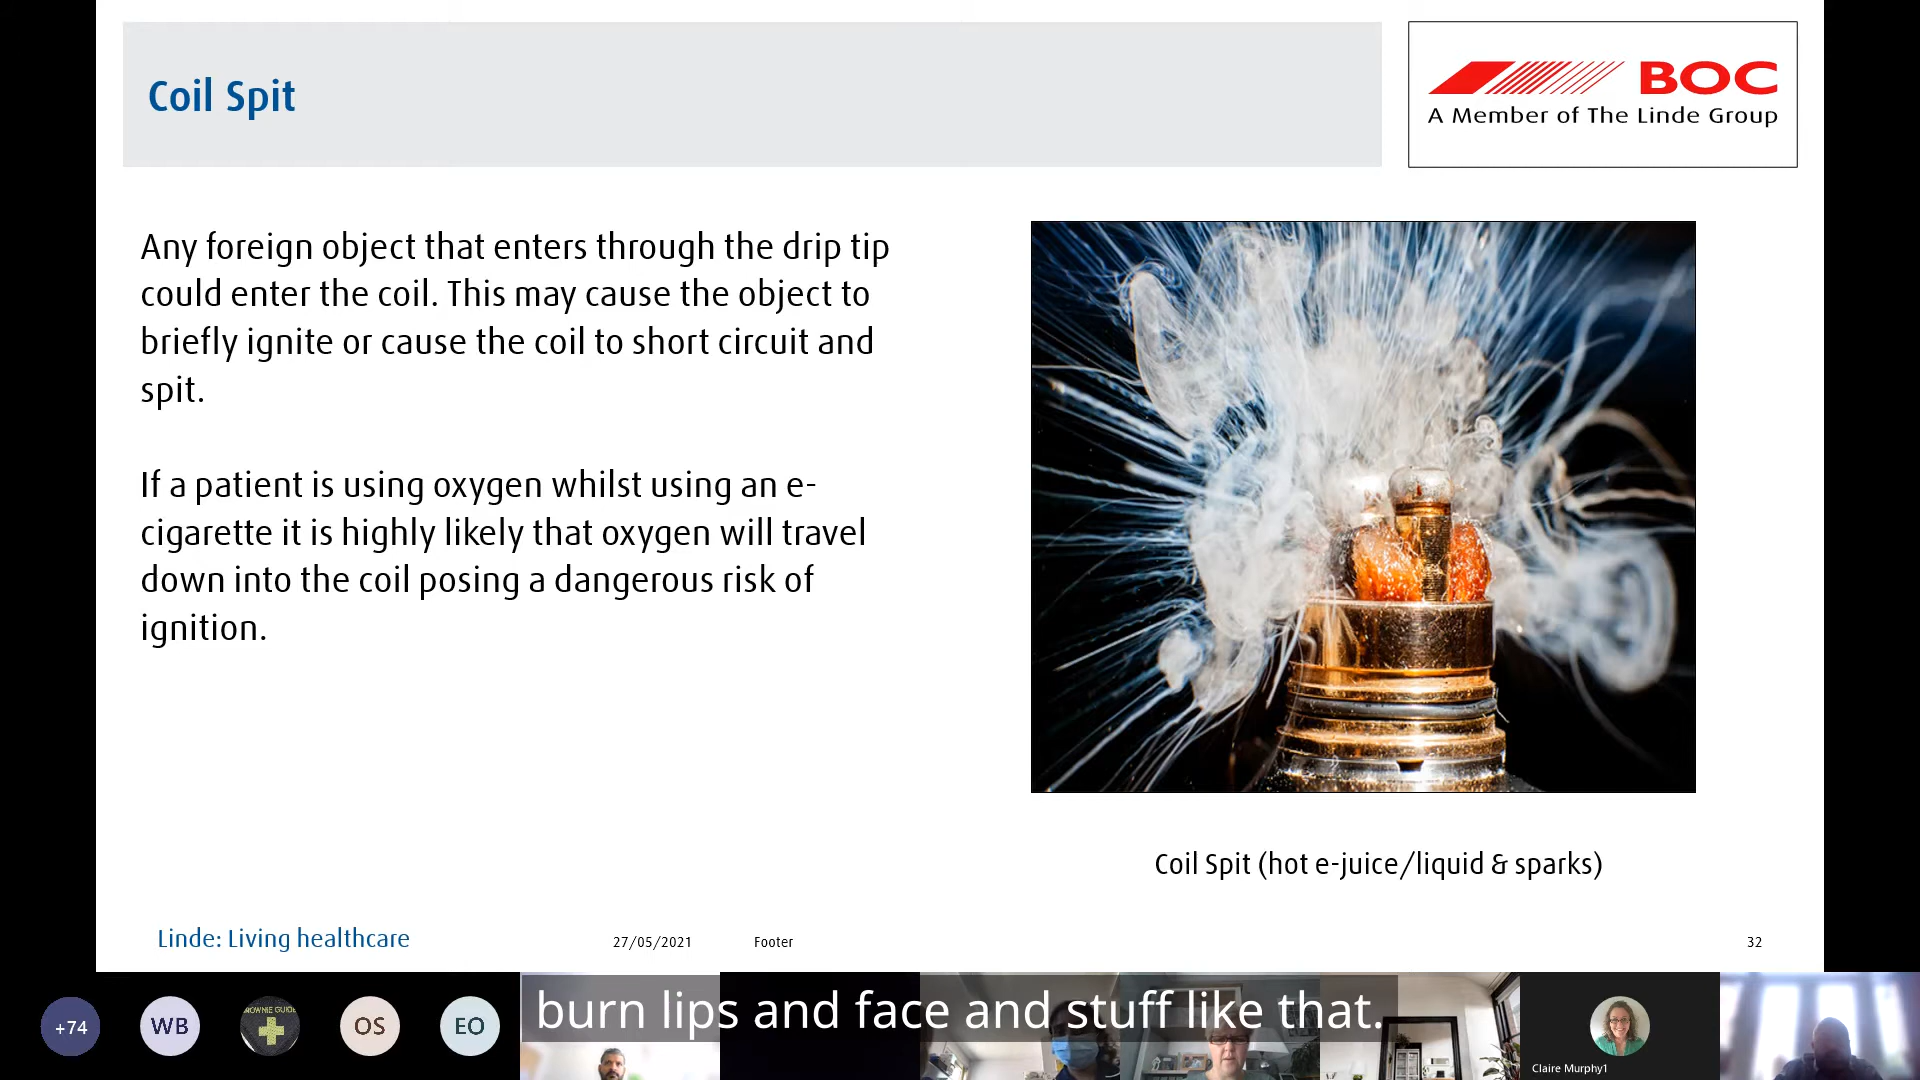 Coil Spit
BOC
A Member of The Linde Group
Any foreign object that enters through the drip tip
could enter the coil. This may cause the object to
briefly ignite or cause the coil to short circuit and
spit.
If a patient is using oxygen whilst using an e-
cigarette it is highly likely that oxygen will travel
down into the coil posing a dangerous risk of
ignition.
Coil Spit (hot e-juice/liquid & sparks)
Linde: Living healthcare
27/05/2021
Footer
32
+74
WB
OS
EO
burn lips and face and stuff like that.
Claire Murphy1